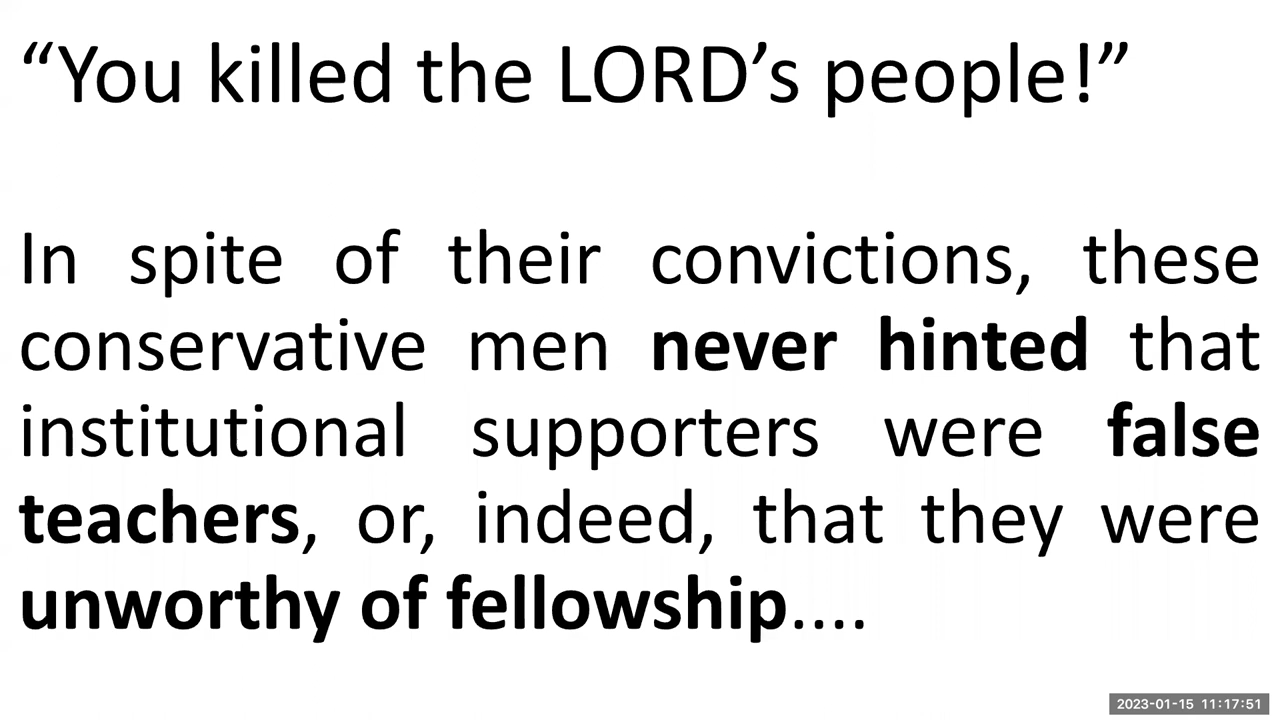 “You killed the LORD’s people!”
In spite of their convictions, these
conservative men never hinted that
institutional supporters were false
teachers, or, indeed, that they were
unworthy of fellowship....
2023-01-15 11:17:51